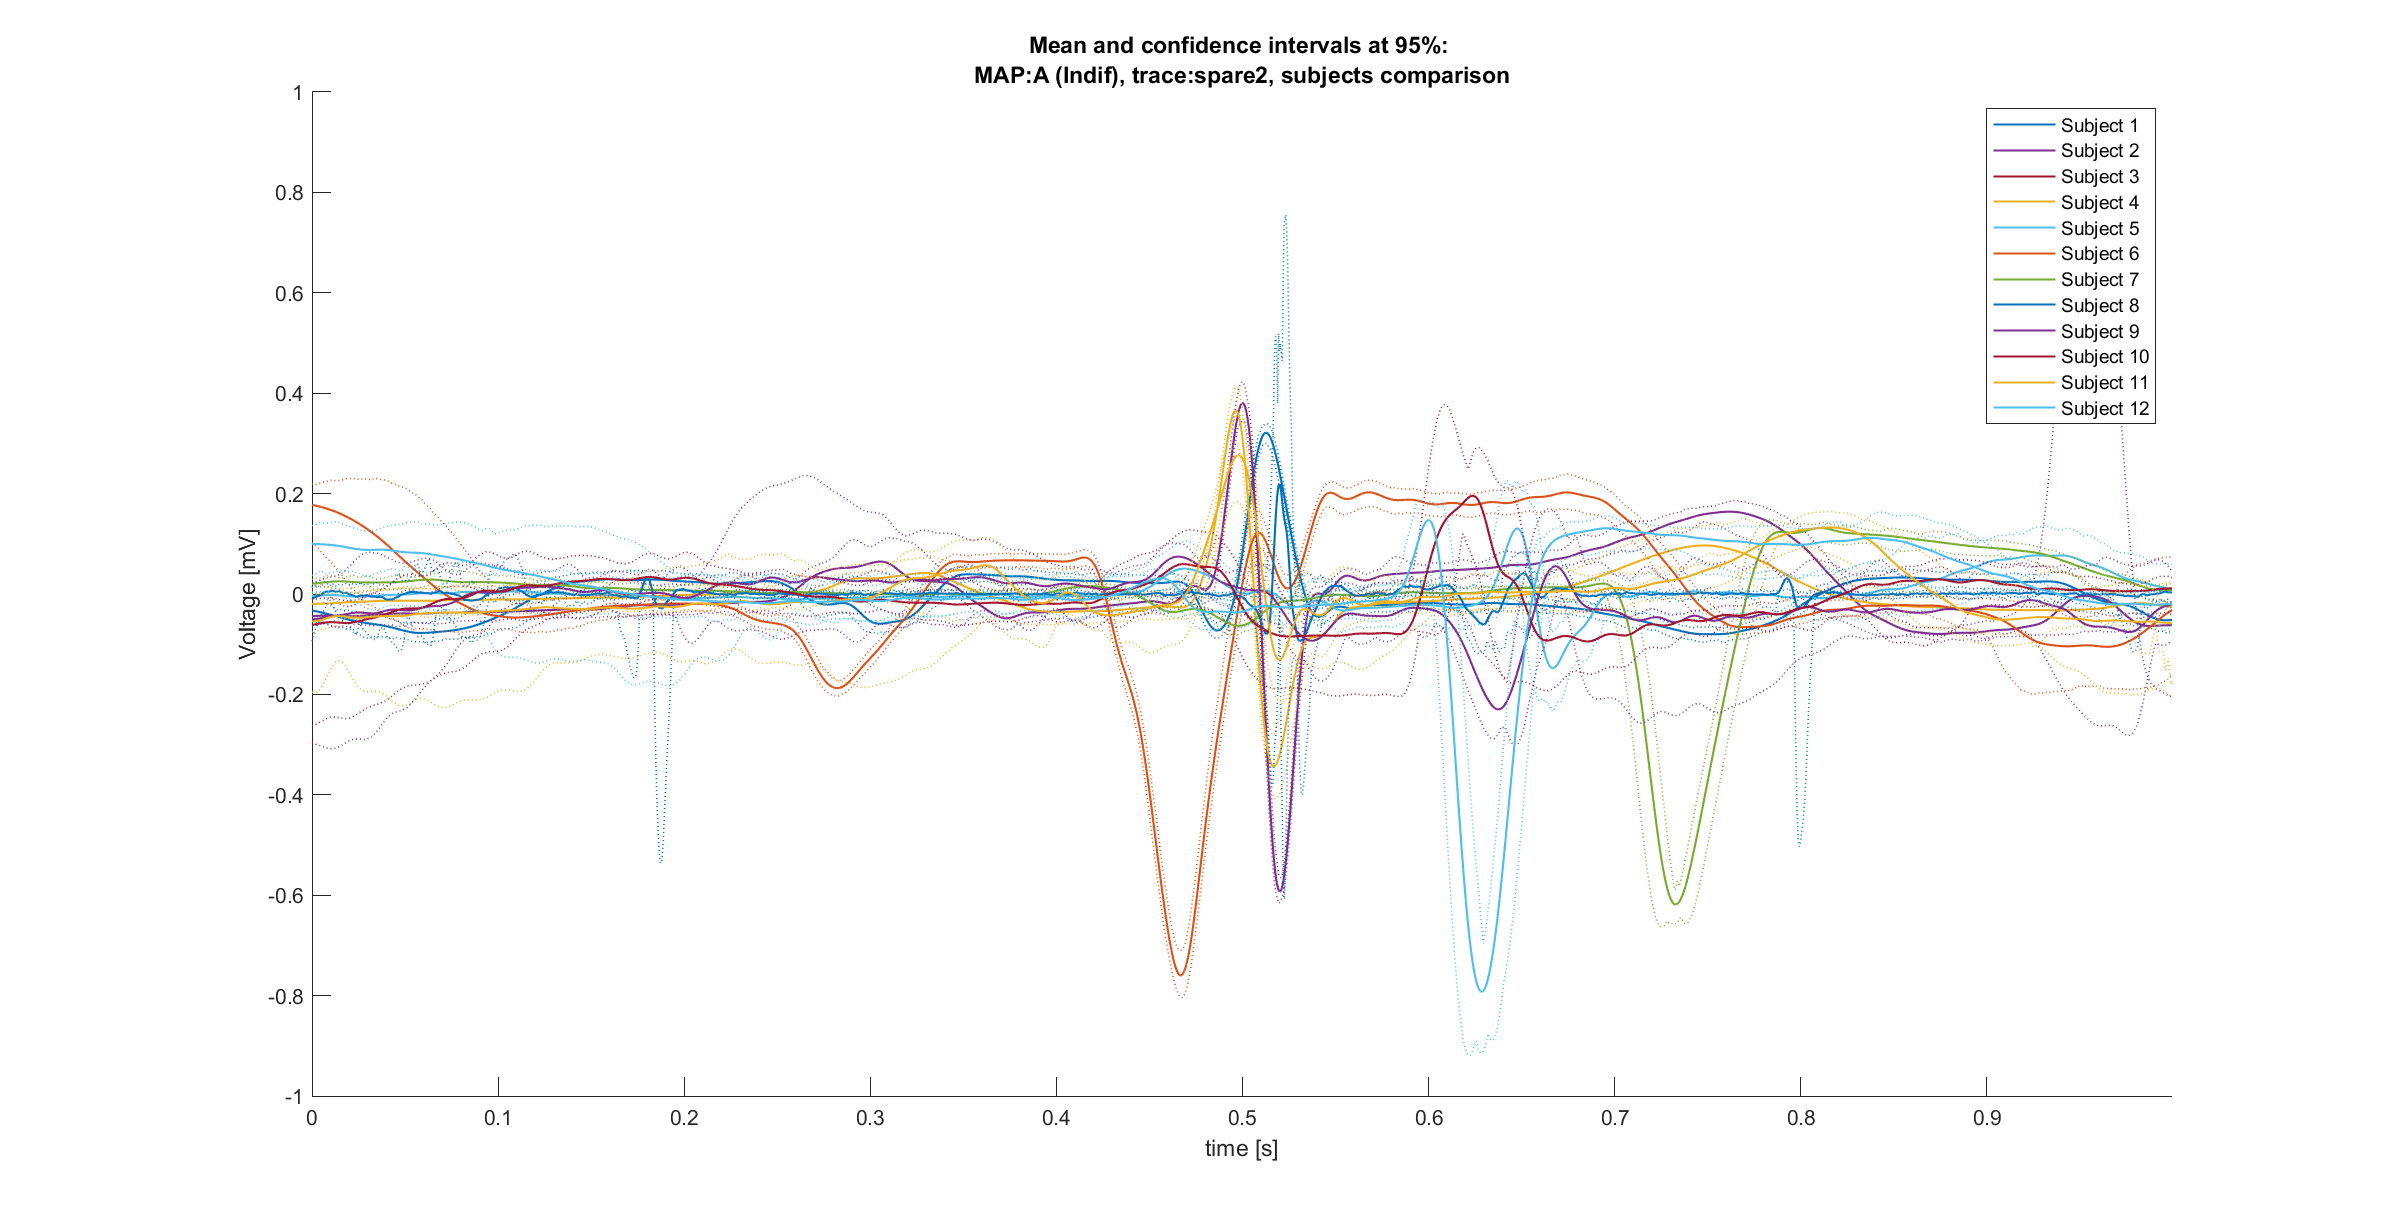 Mean and confidence intervals at 95%:
MAP:A (Indif), trace:spare2, subjects comparison
1
0.8
0.6
0.4
0.2
0
-0.2
-0.4
-0.6
-0.8
-1
Voltage [mV]
Subject 1
Subject 2
Subject 3
Subject 4
Subject 5
Subject 6
Subject 7
Subject 8
Subject 9
Subject 10
Subject 11
Subject 12
0 0.1 0.2 0.3 0.4 0.5 0.6 0.7 0.8 0.9
time [s]